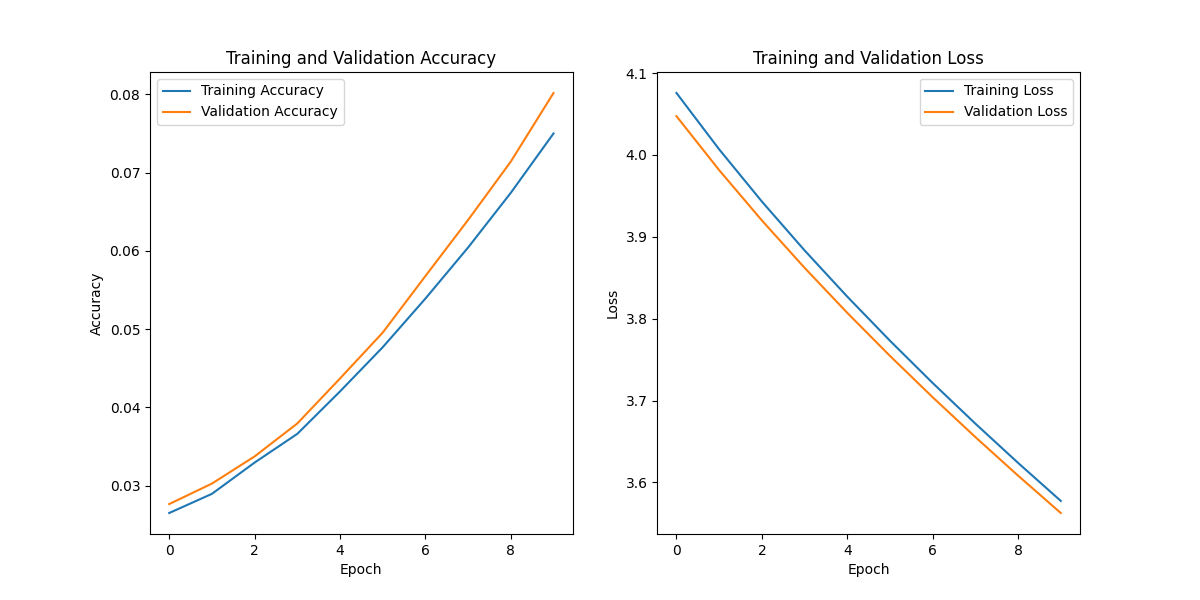 Training and Validation Accuracy
Training Accuracy
Validation Accuracy
0.08
0.07
0.06
0.05
0.04
0.03
Accuracy
0
2
4
6
8
Epoch
Training and Validation Loss
Training Loss
Validation Loss
4.1
4.0
3.9
3.8
3.7
3.6
Loss
0
2
4
6
8
Epoch